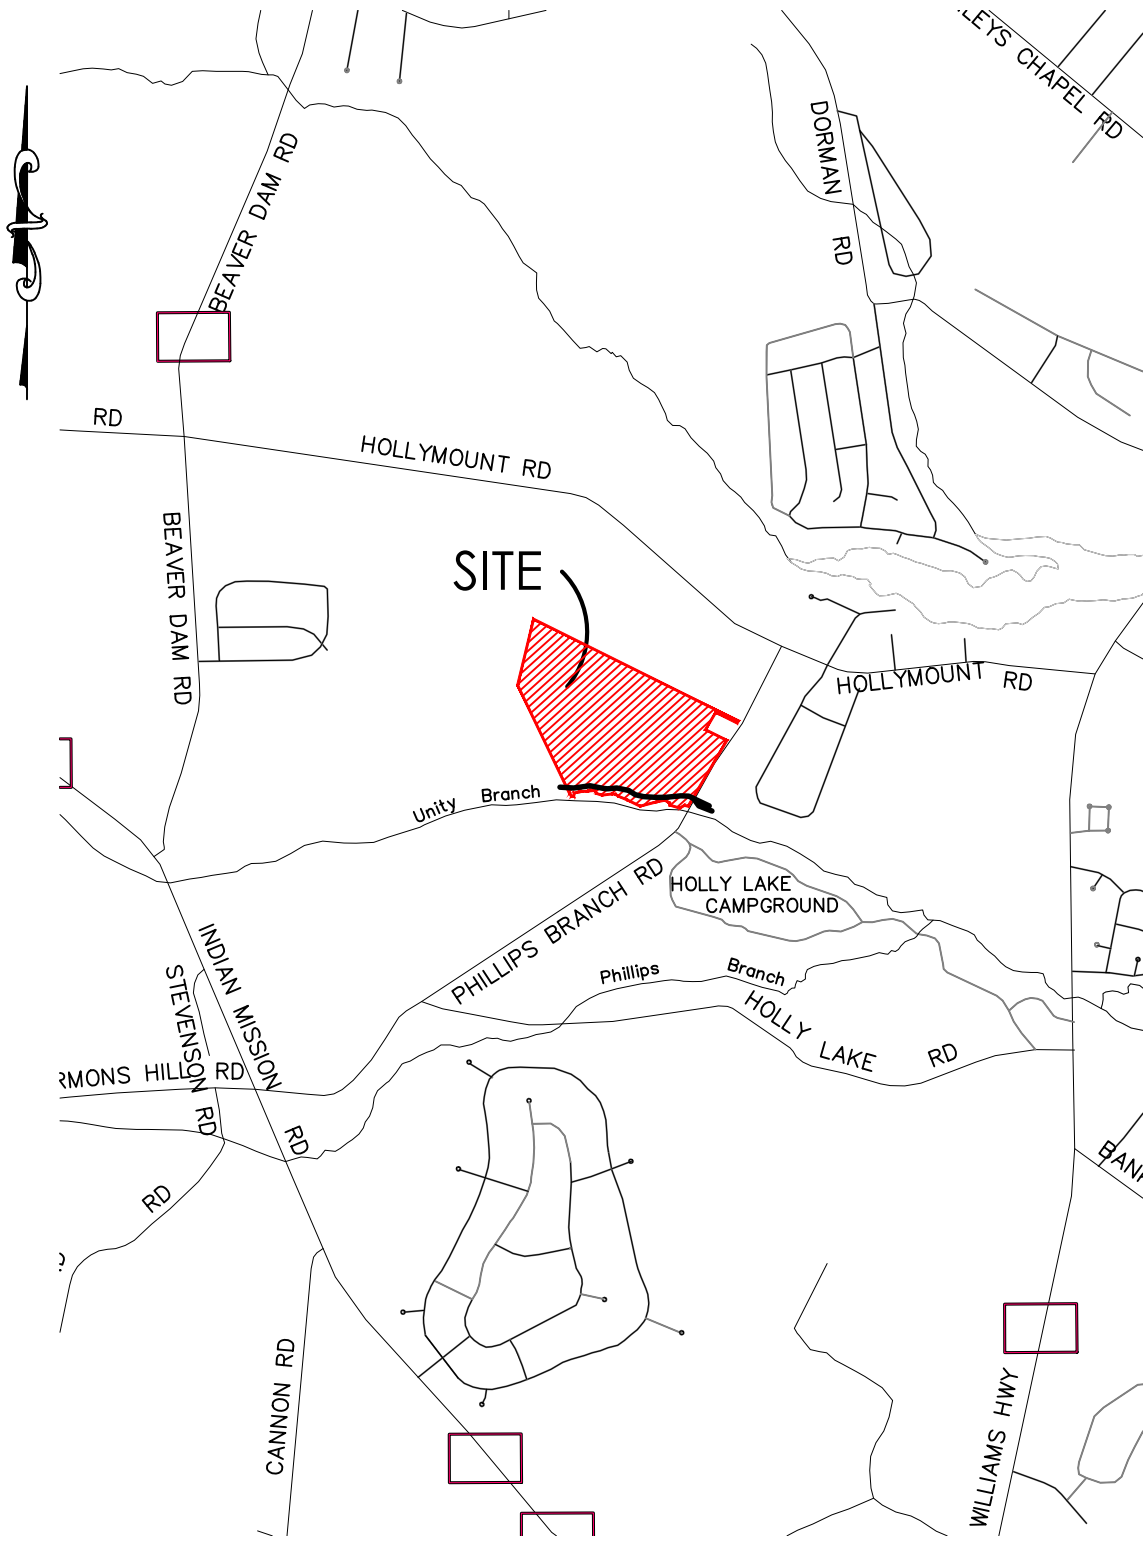 LEYS CHAPEL RD
DORMAN RD
BEAVER DAM RD
RD
HOLLYMOUNT RD
BEAVER DAM RD
SITE
HOLLYMOUNT RD
Unity Branch
HOLLY LAKE
CAMPGROUND
PHILLIPS BRANCH RD
INDIAN MISSION RD
STEVENSON RD
Phillips Branch
HOLLY LAKE RD
RMONS HILL RD
RD
BAN
CANNON RD
WILLIAMS HWY